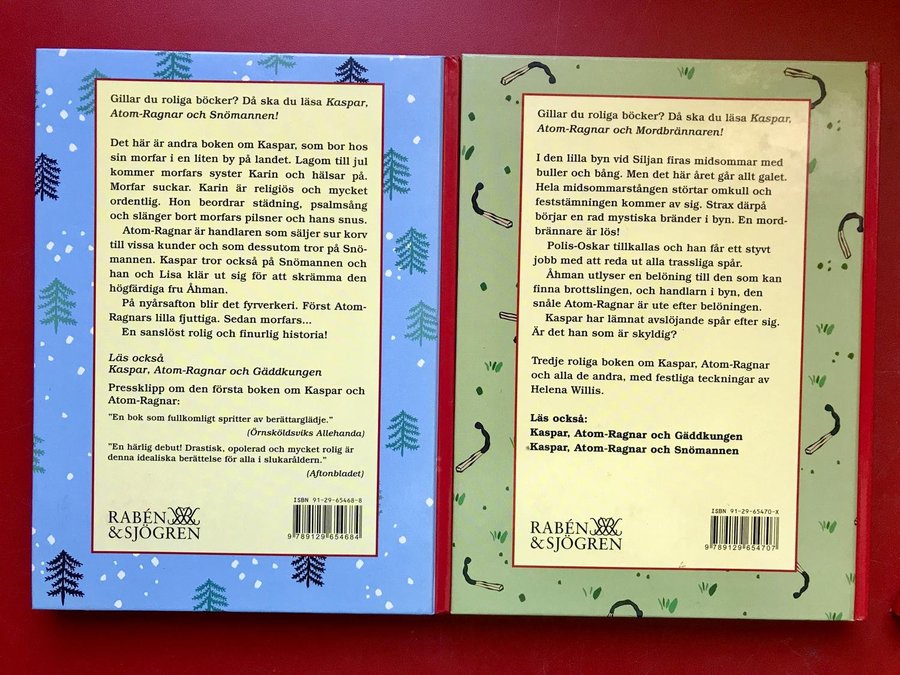 Gillar du roliga böcker? Då ska du läsa Kaspar,
Atom-Ragnar och Snömannen!
Det här är andra boken om Kaspar, som bor hos
sin morfar i en liten by på landet. Lagom till jul
kommer morfars syster Karin och hälsar på.
Morfar suckar. Karin är religiös och mycket
ordentlig. Hon beordrar städning, psalmsång
och slänger bort morfars pilsner och hans snus.
Atom-Ragnar är handlaren som säljer sur korv
till vissa kunder och som dessutom tror på Snö-
mannen. Kaspar tror också på Snömannen och
han och Lisa klär ut sig för att skrämma den
högfärdiga fru Åhman.
På nyårsafton blir det fyrverkeri. Först Atom-
Ragnars lilla fjuttiga. Sedan morfars...
En sanslöst rolig och finurlig historia!
Läs också
Kaspar, Atom-Ragnar och Gäddkungen
Pressklipp om den första boken om Kaspar och
Atom-Ragnar:
"En bok som fullkomligt spritter av berättarglädje."
(Örnsköldsviks Allehanda)
"En härlig debut! Drastisk, opolerad och mycket rolig är
denna idealiska berättelse för alla i slukaråldern."
(Aftonbladet)
RABÉN
&SJÖGREN
ISBN 91-29-65468-8
9 789129 654684
Gillar du roliga böcker? Då ska du läsa Kaspar,
Atom-Ragnar och Mordbrännaren!
I den lilla byn vid Siljan firas midsommar med
buller och bång. Men det här året går allt galet.
Hela midsommarstången störtar omkull och
feststämningen kommer av sig. Strax därpå
börjar en rad mystiska bränder i byn. En mord-
brännare är lös!
Polis-Oskar tillkallas och han får ett styvt
jobb med att reda ut alla trassliga spår.
Åhman utlyser en belöning till den som kan
finna brottslingen, och handlarn i byn, den
snåle Atom-Ragnar är ute efter belöningen.
Kaspar har lämnat avslöjande spår efter sig.
Är det han som är skyldig?
Tredje roliga boken om Kaspar, Atom-Ragnar
och alla de andra, med festliga teckningar av
Helena Willis.
Läs också:
Kaspar, Atom-Ragnar och Gäddkungen
Kaspar, Atom-Ragnar och Snömannen
RABÉN
&SJÖGREN
ISBN 91-29-65470-X
9 789129 654707